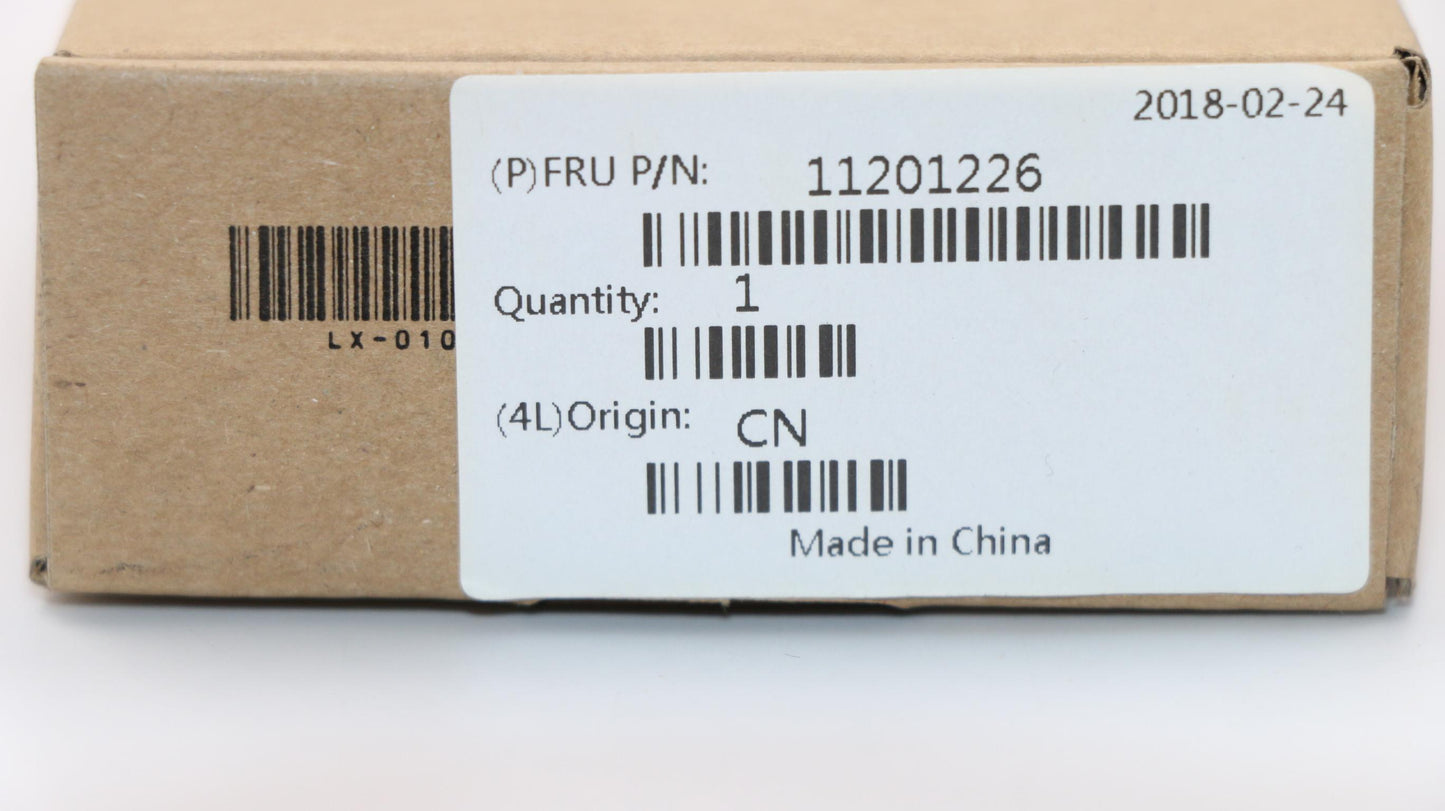 2018-02-24
(P)FRU P/N: 11201226
Quantity: 1
LX-010
(4L)Origin: CN
Made in China